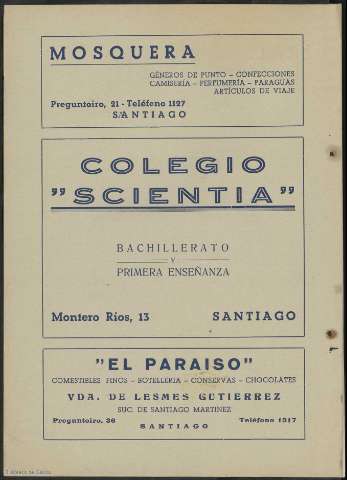 MOSQUERA
GÉNEROS DE PUNTO - CONFECCIONES
CAMISERÍA - PERFUMERÍA - PARAGUAS
ARTÍCULOS DE VIAJE
Preguntoiro, 21 - Teléfono 1127
SANTIAGO
COLEGIO
"SCIENTIA"
BACHILLERATO
Y
PRIMERA ENSEÑANZA
Montero Ríos, 13 SANTIAGO
"EL PARAISO"
COMESTIBLES FINOS - BOTELLERIA - CONSERVAS - CHOCOLATES
VDA. DE LESMES GUTIERREZ
SUC. DE SANTIAGO MARTINEZ
Preguntoiro, 36 Teléfono 1317
SANTIAGO